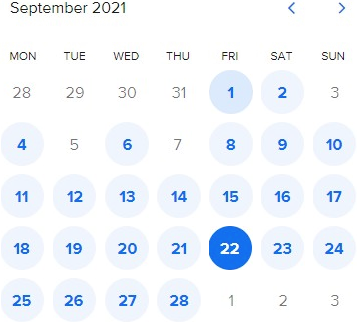 September 2021
MON TUE WED THU FRI SAT SUN
28 29 30 31 1 2 3
4 5 6 7 8 9 10
11 12 13 14 15 16 17
18 19 20 21 22 23 24
25 26 27 28 1 2 3